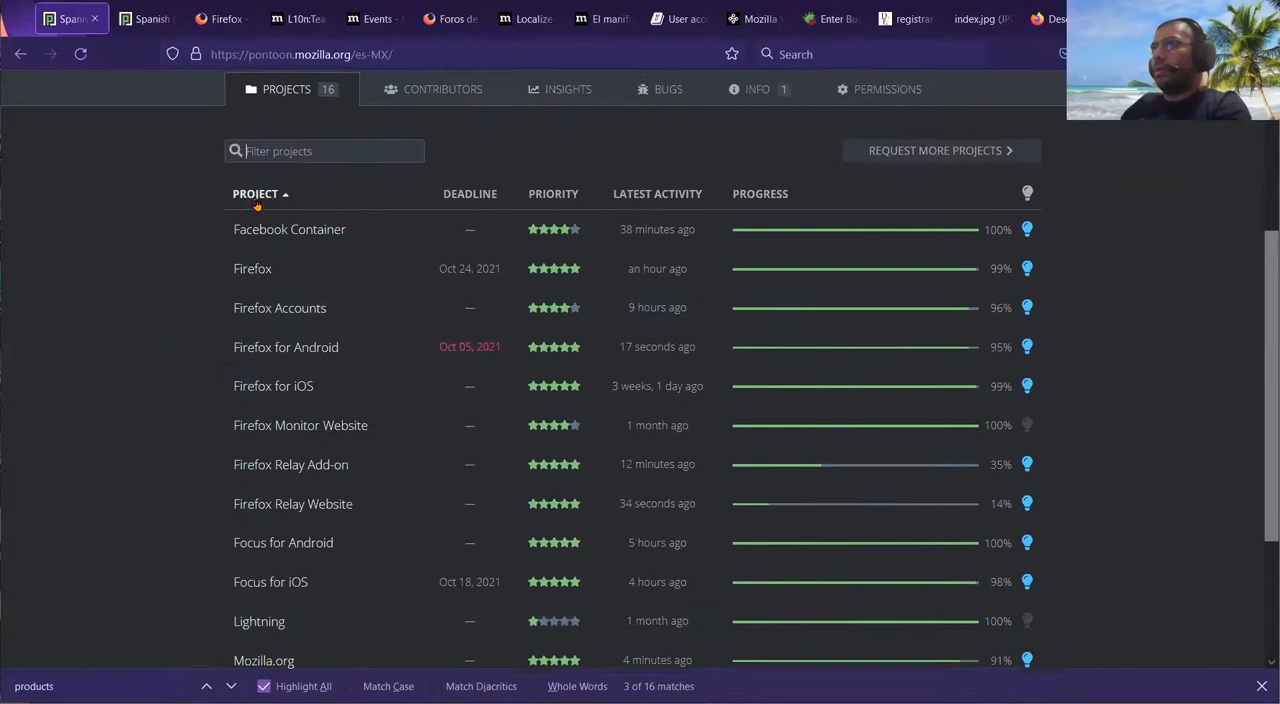 Spani
Spanish
Firefox
L10n:Tea
Events -
Foros de
Localize
El manif
User acc
Mozilla
Enter Bu
registrar
index.jpg (JP
Des
https://pontoon.mozilla.org/es-MX/
Search
PROJECTS 16
CONTRIBUTORS
INSIGHTS
BUGS
INFO 1
PERMISSIONS
Filter projects
REQUEST MORE PROJECTS
PROJECT DEADLINE PRIORITY LATEST ACTIVITY PROGRESS
Facebook Container — 38 minutes ago 100%
Firefox Oct 24, 2021 an hour ago 99%
Firefox Accounts — 9 hours ago 96%
Firefox for Android Oct 05, 2021 17 seconds ago 95%
Firefox for iOS — 3 weeks, 1 day ago 99%
Firefox Monitor Website — 1 month ago 100%
Firefox Relay Add-on — 12 minutes ago 35%
Firefox Relay Website — 34 seconds ago 14%
Focus for Android — 5 hours ago 100%
Focus for iOS Oct 18, 2021 4 hours ago 98%
Lightning — 1 month ago 100%
Mozilla.org 4 minutes ago 91%
products
Highlight All Match Case Match Diacritics Whole Words 3 of 16 matches